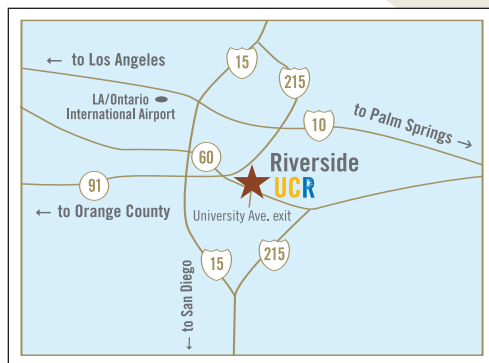 ← to Los Angeles
15
215
LA/Ontario
International Airport
10
to Palm Springs →
60
Riverside
91
UCR
← to Orange County
University Ave. exit
215
15
← to San Diego